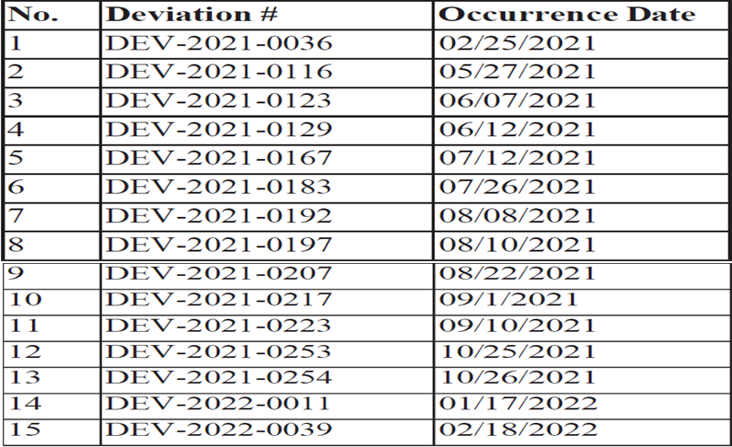 No. Deviation # Occurrence Date
1 DEV-2021-0036 02/25/2021
2 DEV-2021-0116 05/27/2021
3 DEV-2021-0123 06/07/2021
4 DEV-2021-0129 06/12/2021
5 DEV-2021-0167 07/12/2021
6 DEV-2021-0183 07/26/2021
7 DEV-2021-0192 08/08/2021
8 DEV-2021-0197 08/10/2021
9 DEV-2021-0207 08/22/2021
10 DEV-2021-0217 09/1/2021
11 DEV-2021-0223 09/10/2021
12 DEV-2021-0253 10/25/2021
13 DEV-2021-0254 10/26/2021
14 DEV-2022-0011 01/17/2022
15 DEV-2022-0039 02/18/2022